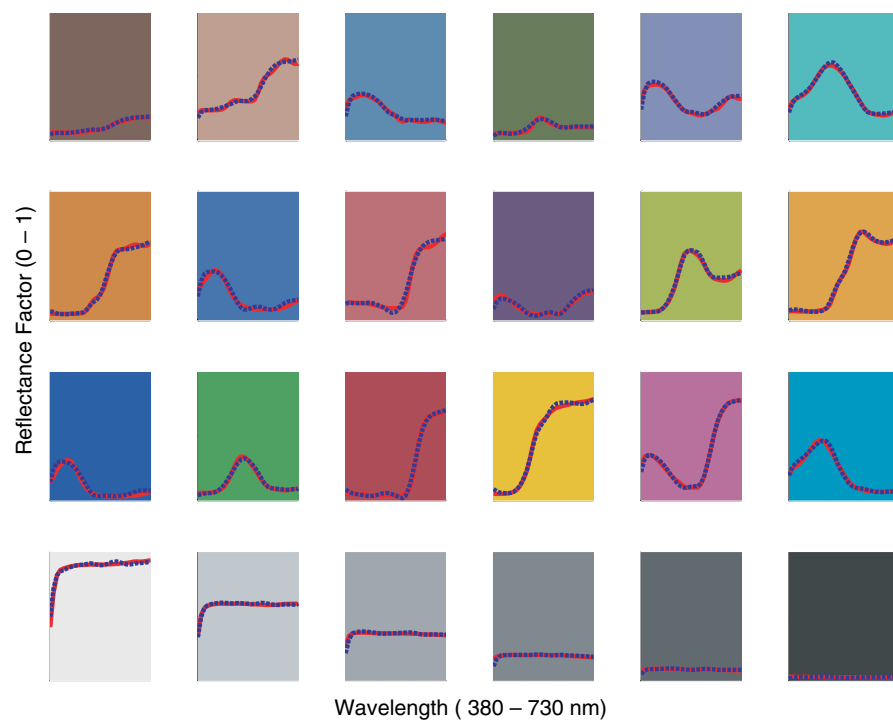 Reflectance Factor (0 – 1)
Wavelength ( 380 – 730 nm)